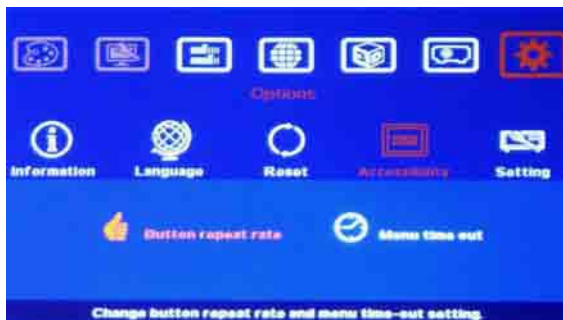 Options
Information Language Reset Accessibility Setting
Button repeat rate Menu time out
Change button repeat rate and menu time-out setting.